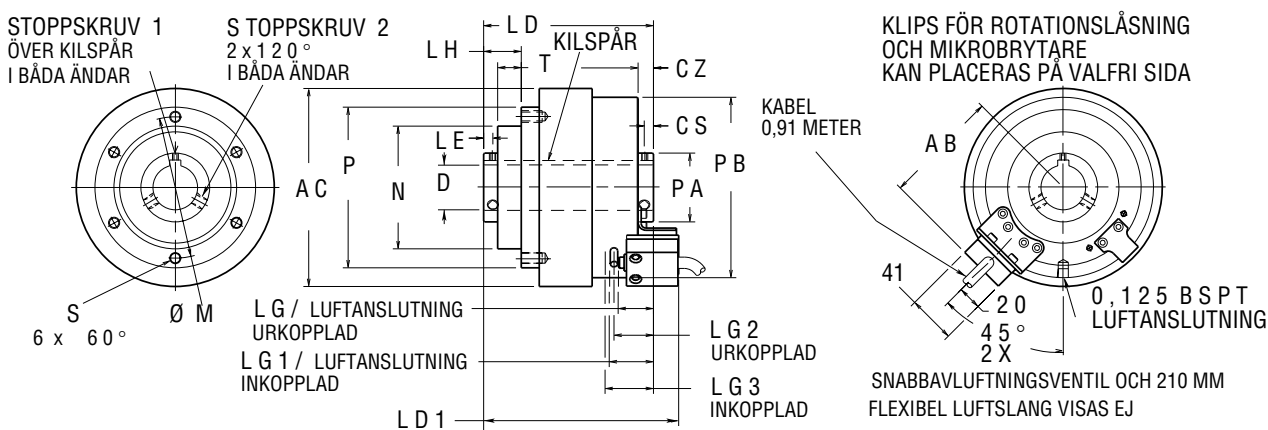 STOPPSKRUV 1
ÖVER KILSPÅR
I BÅDA ÄNDAR
S TOPPSKRUV 2
2 x 1 2 0 °
I BÅDA ÄNDAR
S
6 x 60°
Ø M
L D
L H
T
KILSPÅR
C Z
C S
L E
D
P
N
A C
P A
P B
L G / LUFTANSLUTNING
URKOPPLAD
L G 1 / LUFTANSLUTNING
INKOPPLAD
L G 2
URKOPPLAD
L G 3
INKOPPLAD
L D 1
KLIPS FÖR ROTATIONSLÅSNING
OCH MIKROBRYTARE
KAN PLACERAS PÅ VALFRI SIDA
KABEL
0,91 METER
A B
41
2 0
4 5 °
2 X
0 , 1 2 5 B S P T
LUFTANSLUTNING
SNABBAVLUFTNINGSVENTIL OCH 210 MM
FLEXIBEL LUFTSLANG VISAS EJ